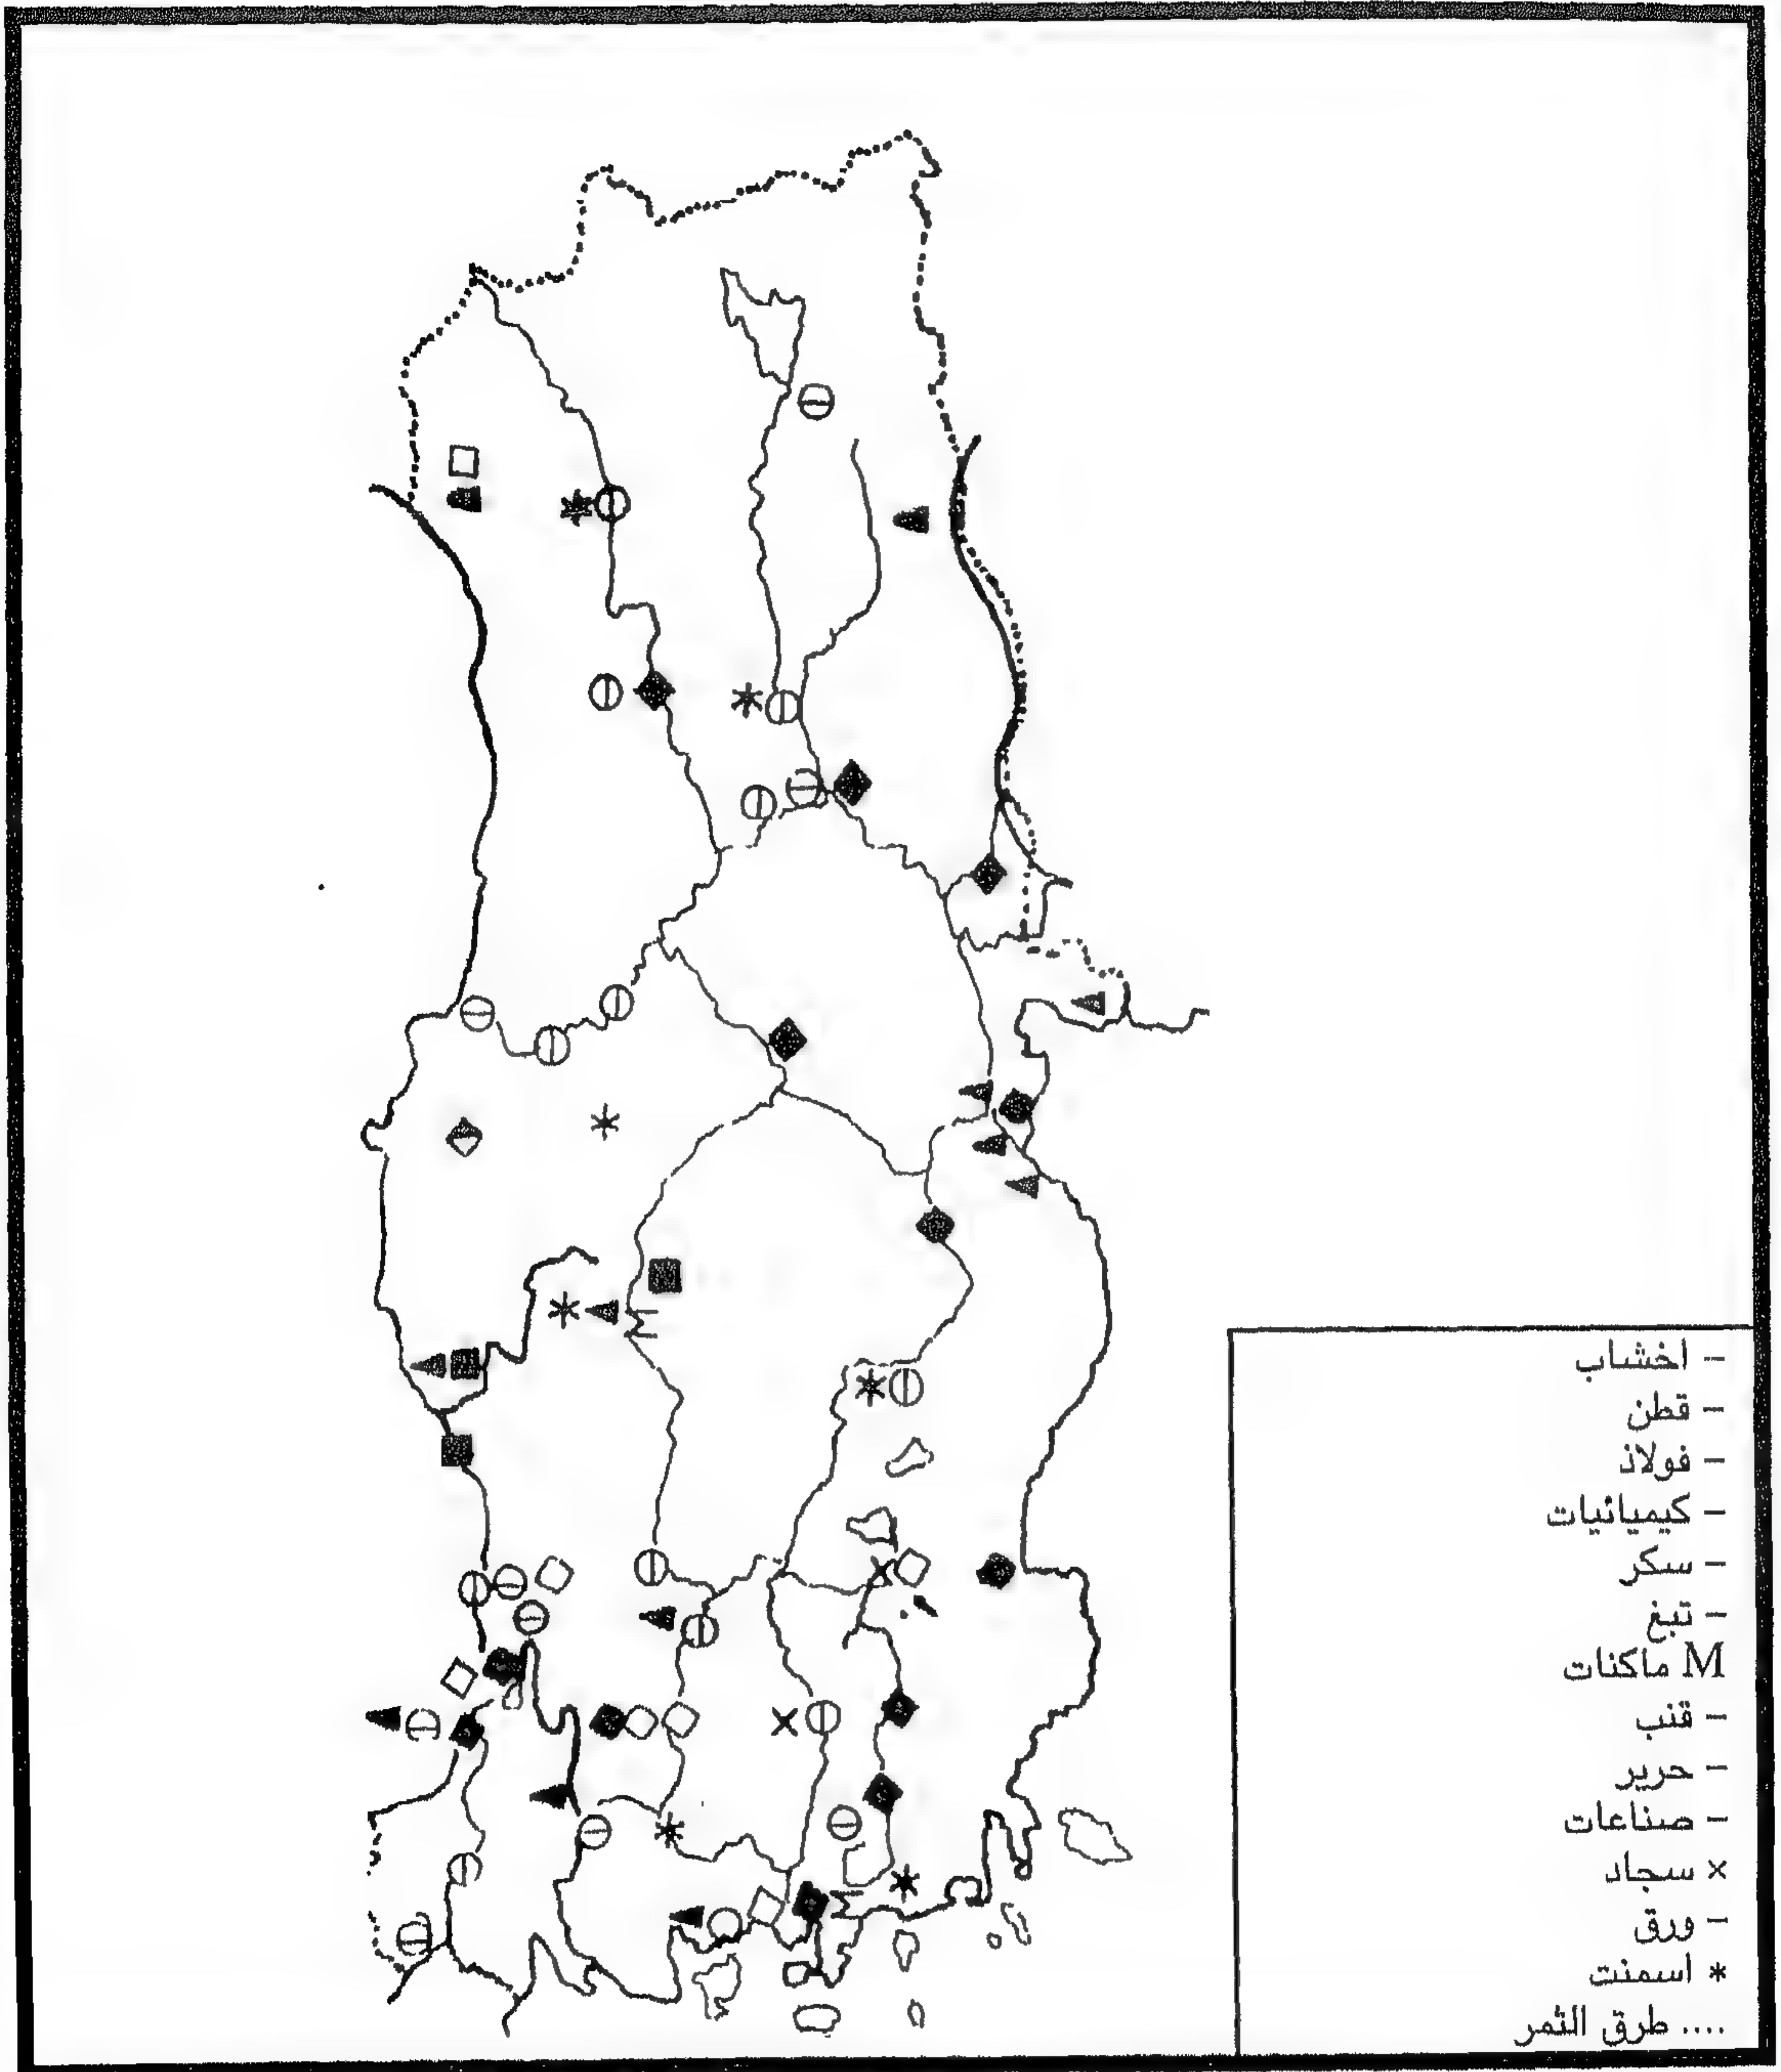 – اخشاب
– قطن
– فولاذ
– كيميائيات
– سكر
– تبغ
M ماكنات
– قنب
– حرير
– صناعات
× سجاد
– ورق
* اسمنت
.... طرق الثمر